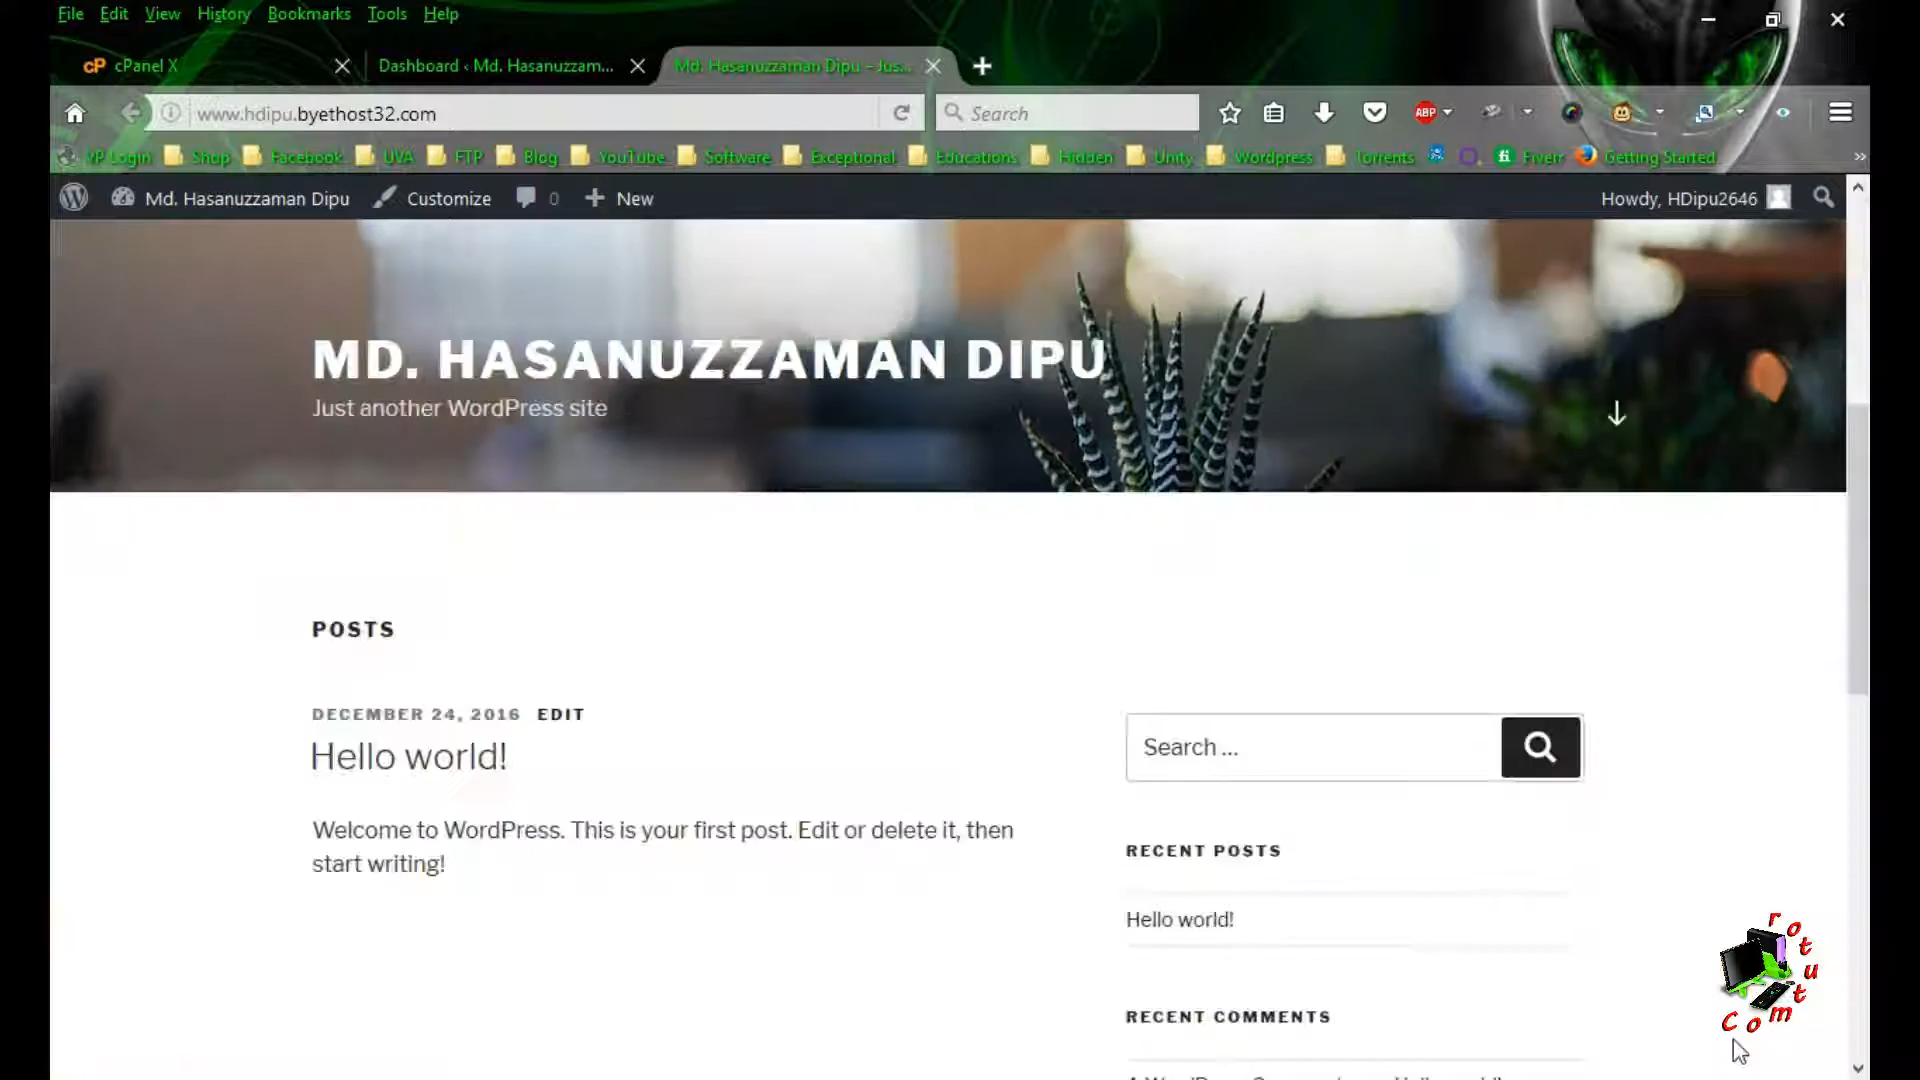 File Edit View History Bookmarks Tools Help
cPanel X
Dashboard ‹ Md. Hasanuzzam...
Md. Hasanuzzaman Dipu – Jus...
www.hdipu.byethost32.com
Search
ABP
VP Login Shop Facebook UVA FTP Blog YouTube Software Exceptional Educations Hidden Unity Wordpress Torrents Fiverr Getting Started
Md. Hasanuzzaman Dipu Customize 0 New
Howdy, HDipu2646
MD. HASANUZZAMAN DIPU
Just another WordPress site
POSTS
DECEMBER 24, 2016 EDIT
Hello world!
Welcome to WordPress. This is your first post. Edit or delete it, then
start writing!
Search ...
RECENT POSTS
Hello world!
RECENT COMMENTS
Comtutor